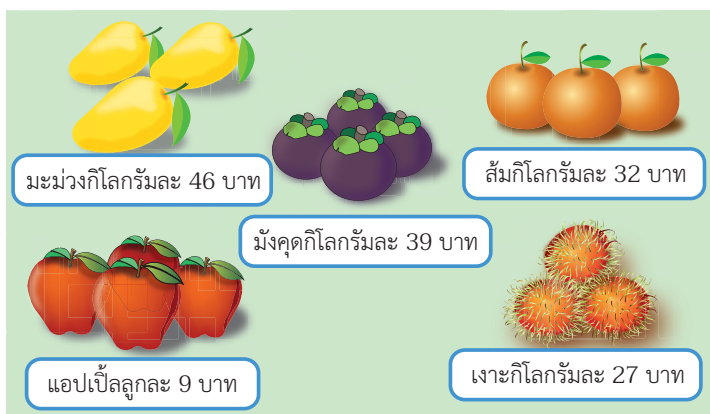 มะม่วงกิโลกรัมละ 46 บาท
ส้มกิโลกรัมละ 32 บาท
มังคุดกิโลกรัมละ 39 บาท
แอปเปิ้ลลูกละ 9 บาท
เงาะกิโลกรัมละ 27 บาท